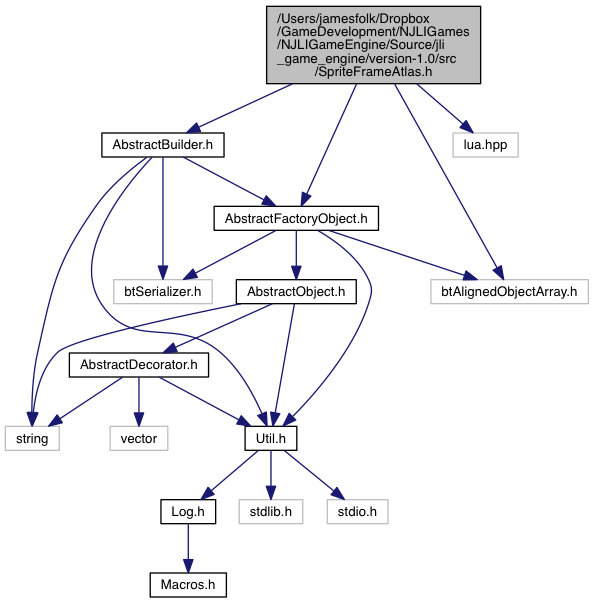 /Users/jamesfolk/Dropbox
/GameDevelopment/NJLIGames
/NJLIGameEngine/Source/jli
_game_engine/version-1.0/src
/SpriteFrameAtlas.h
AbstractBuilder.h
lua.hpp
AbstractFactoryObject.h
btSerializer.h
AbstractObject.h
btAlignedObjectArray.h
AbstractDecorator.h
string
vector
Util.h
Log.h
stdlib.h
stdio.h
Macros.h